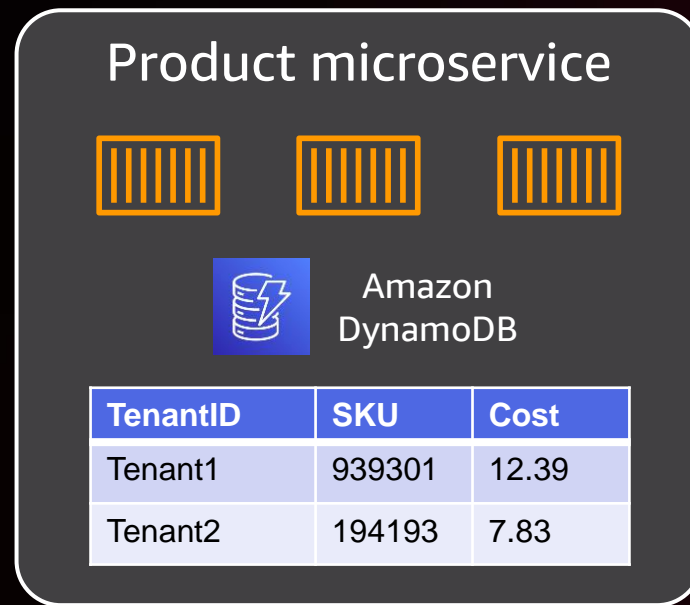 Product microservice
Amazon
DynamoDB
TenantID SKU Cost
Tenant1 939301 12.39
Tenant2 194193 7.83